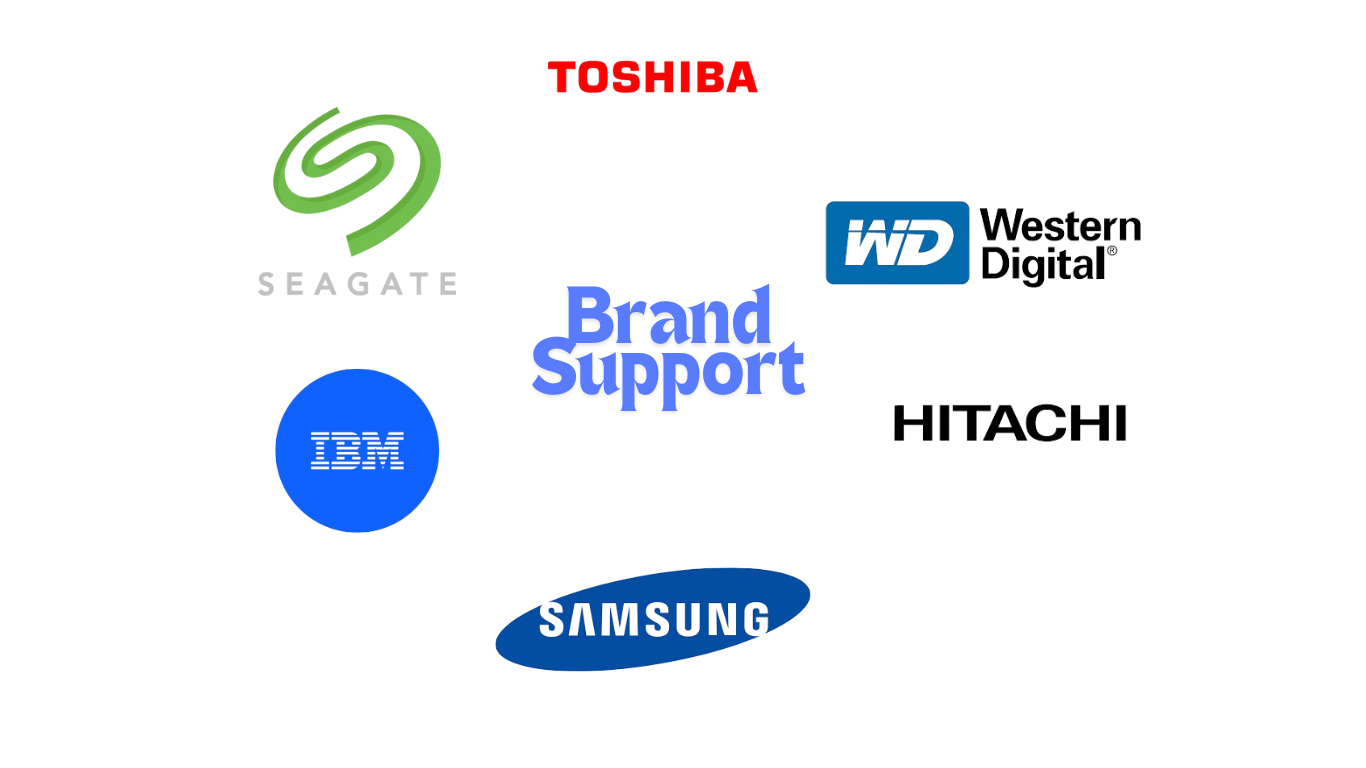 TOSHIBA
SEAGATE
WD Western
Digital®
Brand
Support
IBM
HITACHI
SAMSUNG